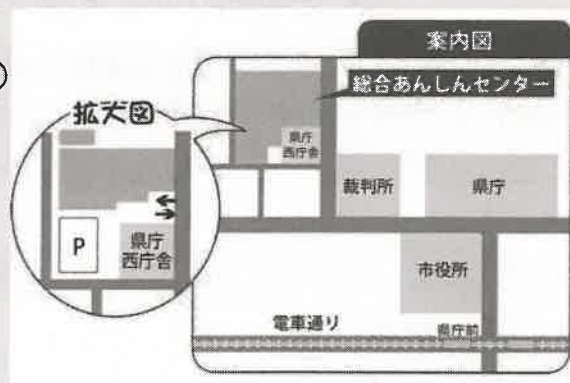 案内図
総合あんしんセンター
拡大図
県庁
西庁舎
裁判所
県庁
P
県庁
西庁舎
市役所
電車通り
県庁前